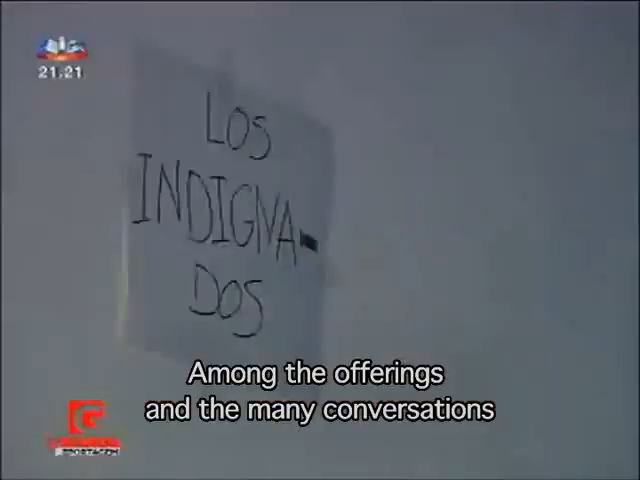 21:21
LOS
INDIGNA-
DOS
Among the offerings
and the many conversations